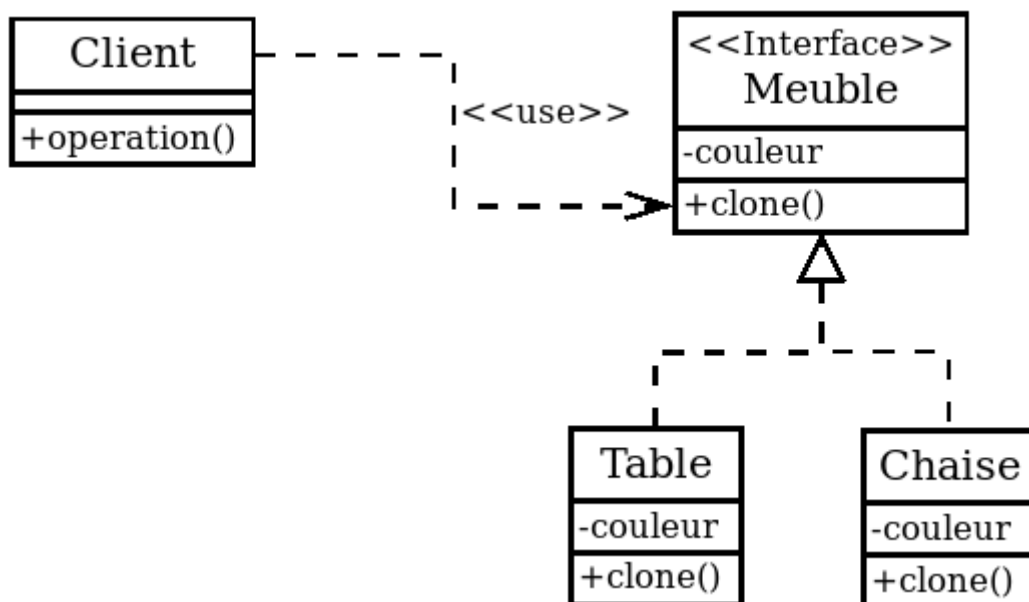 Client
+operation()
<<use>>
<<Interface>>
Meuble
-couleur
+clone()
Table
-couleur
+clone()
Chaise
-couleur
+clone()